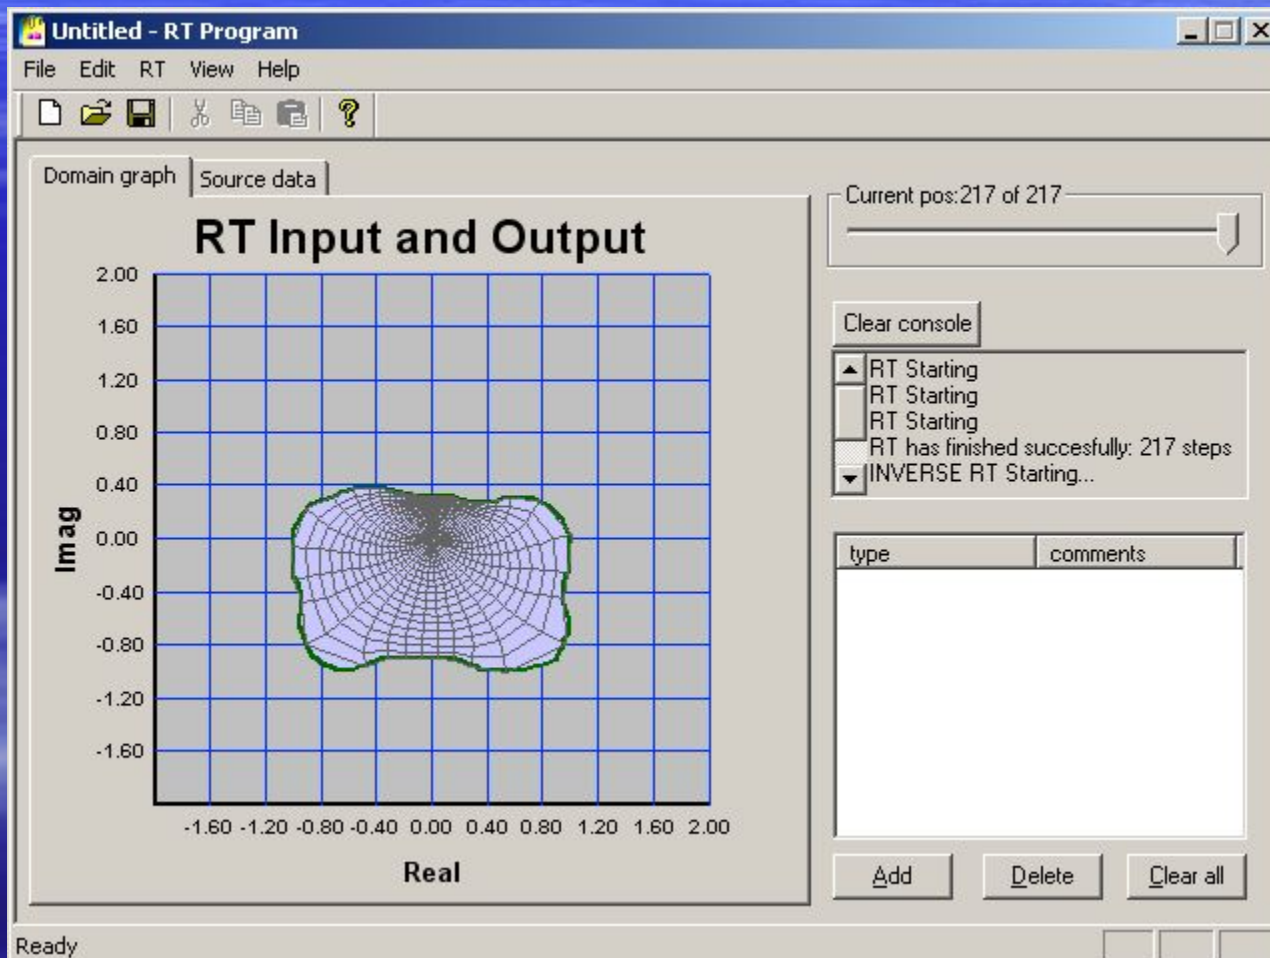 Untitled - RT Program
File Edit RT View Help
Domain graph Source data
RT Input and Output
2.00
1.60
1.20
0.80
0.40
0.00
-0.40
-0.80
-1.20
-1.60
Imag
-1.60 -1.20 -0.80 -0.40 0.00 0.40 0.80 1.20 1.60 2.00
Real
Current pos:217 of 217
Clear console
RT Starting
RT Starting
RT Starting
RT has finished succesfully: 217 steps
INVERSE RT Starting...
type comments
Add Delete Clear all
Ready